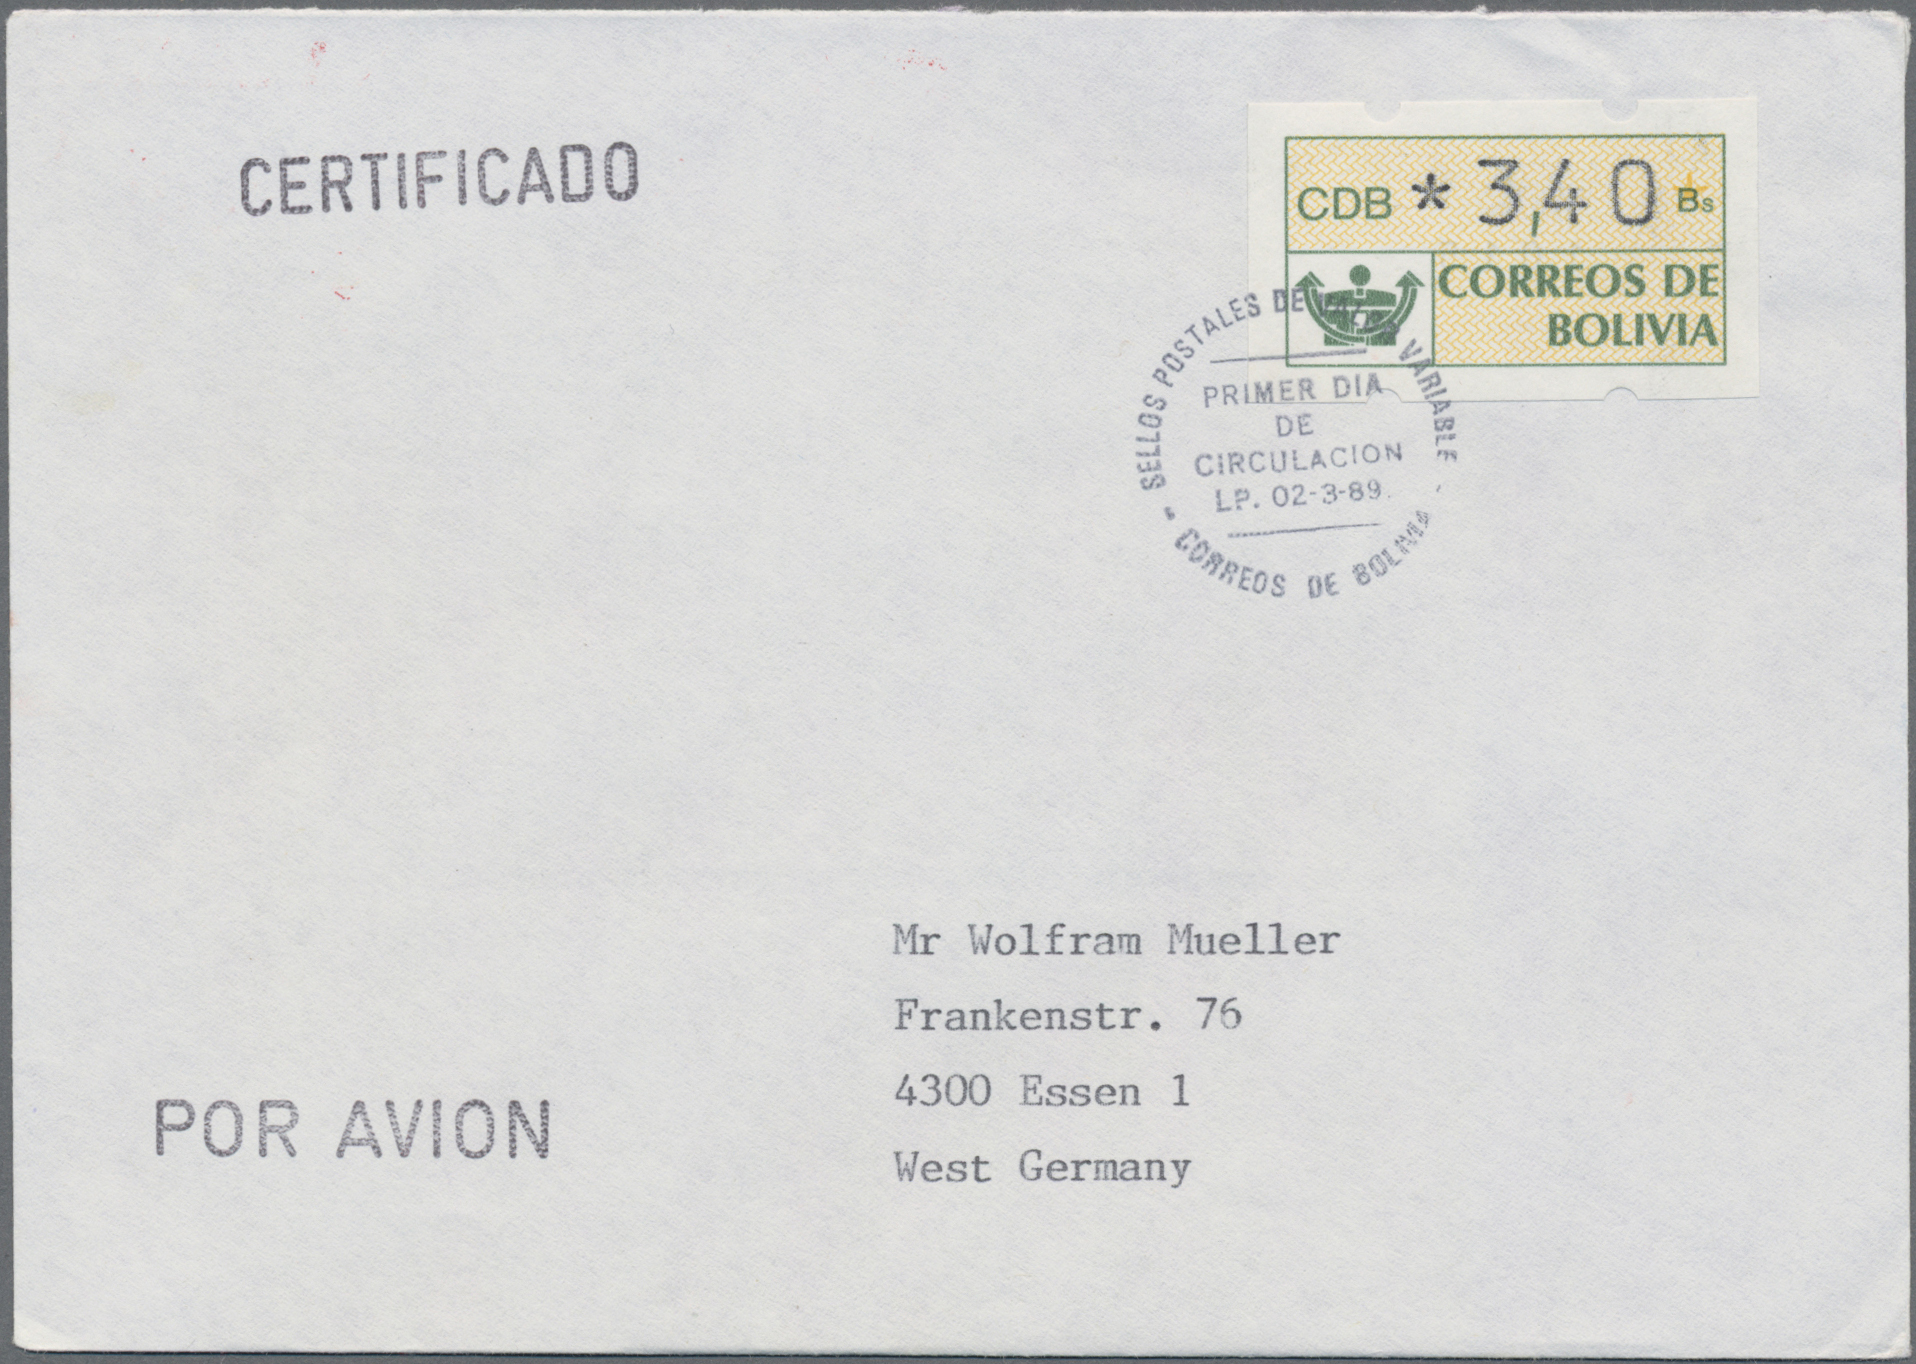 CERTIFICADO
CDB *3,40 Bs
CORREOS DE
BOLIVIA
SELLOS POSTALES DE VALOR VARIABLE
PRIMER DIA
DE
CIRCULACION
LP. 02-3-89.
- CORREOS DE BOLIVIA -
Mr Wolfram Mueller
Frankenstr. 76
4300 Essen 1
West Germany
POR AVION